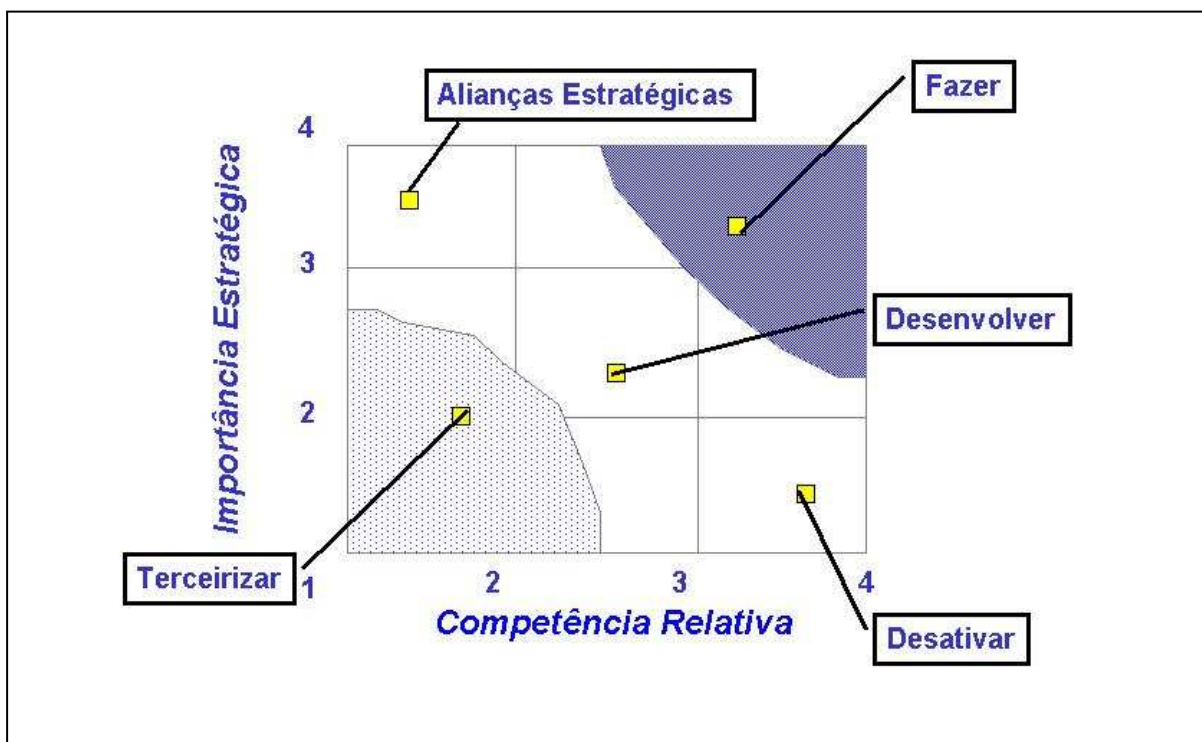 Alianças Estratégicas
Fazer
4
Importância Estratégica
3
Desenvolver
2
Terceirizar
1
2
3
4
Competência Relativa
Desativar